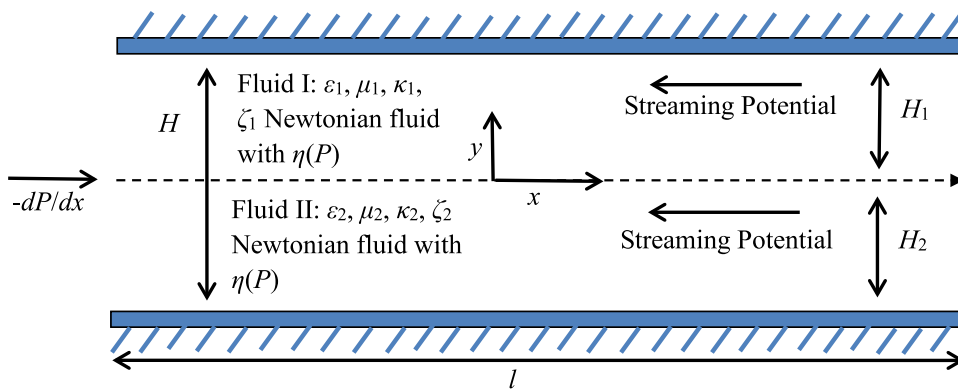 Fluid I: ε₁, μ₁, κ₁,
ζ₁ Newtonian fluid
with η(P)
H
Streaming Potential
H₁
y
x
-dP/dx
Fluid II: ε₂, μ₂, κ₂, ζ₂
Newtonian fluid with
η(P)
Streaming Potential
H₂
l